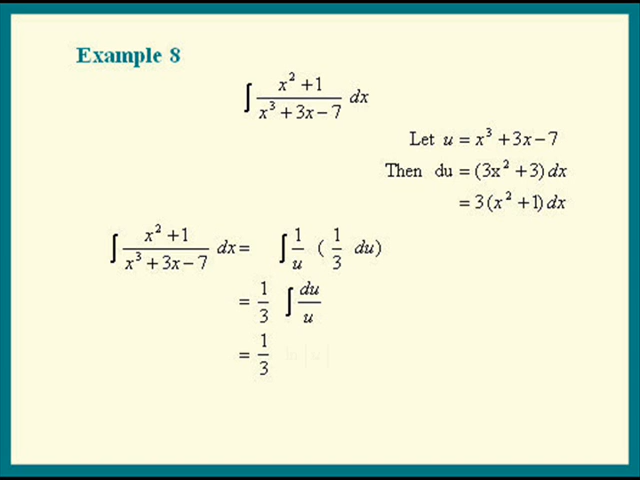 Example 8
∫ (x² + 1)/(x³ + 3x − 7) dx
Let u = x³ + 3x − 7
Then du = (3x² + 3) dx
= 3 (x² + 1) dx
∫ (x² + 1)/(x³ + 3x − 7) dx = ∫ 1/u ( 1/3 du)
= 1/3 ∫ du/u
= 1/3